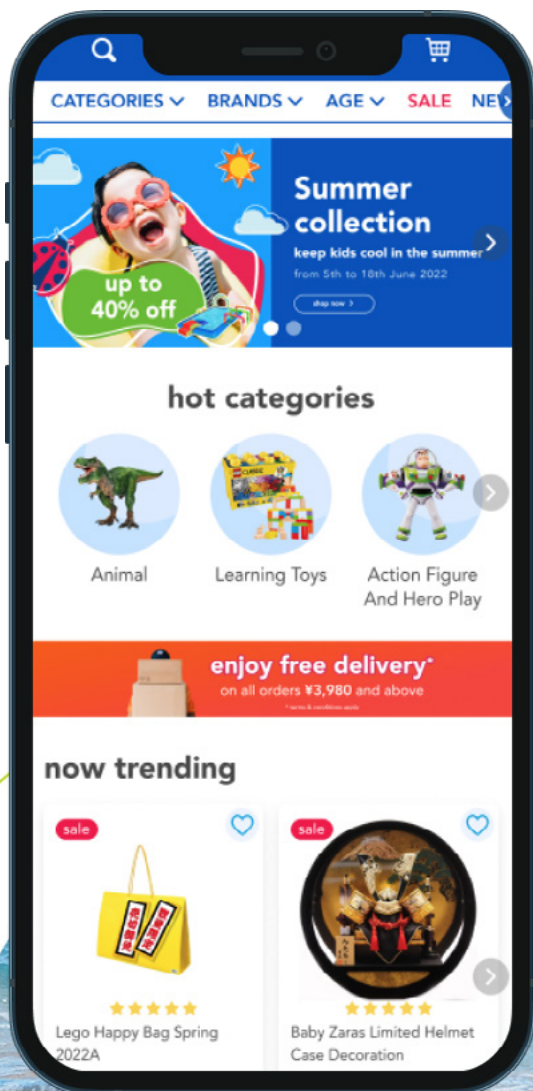 CATEGORIES BRANDS AGE SALE NEW
Summer
collection
keep kids cool in the summer
from 5th to 18th June 2022
shop now >
up to
40% off
hot categories
CLASSIC
Animal
Learning Toys
Action Figure
And Hero Play
enjoy free delivery*
on all orders ¥3,980 and above
* terms & conditions apply
now trending
sale
sale
Lego Happy Bag Spring
2022A
Baby Zaras Limited Helmet
Case Decoration